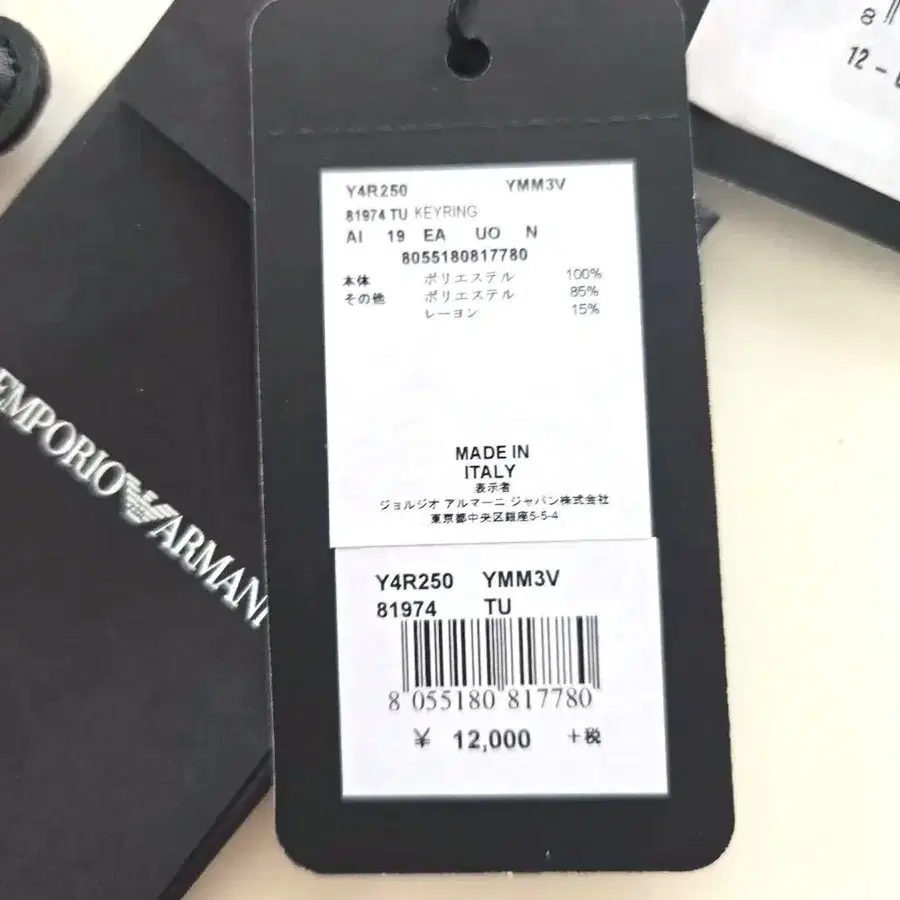 Y4R250 YMM3V
81974 TU KEYRING
AI 19 EA UO N
8055180817780
本体 ポリエステル 100%
その他 ポリエステル 85%
レーヨン 15%
MADE IN
ITALY
表示者
ジョルジオ アルマーニ ジャパン株式会社
東京都中央区銀座5-5-4
Y4R250 YMM3V
81974 TU
8 055180 817780
¥ 12,000 +税
EMPORIO ARMANI
8
12 -